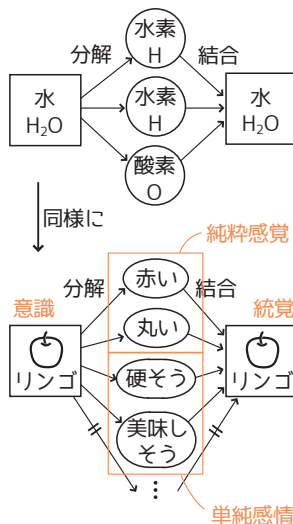 水素
H
分解
結合
水
H₂O
水素
H
水
H₂O
酸素
O
同様に
純粋感覚
意識
分解
赤い
結合
統覚
丸い
リンゴ
硬そう
リンゴ
美味し
そう
⋮
単純感情